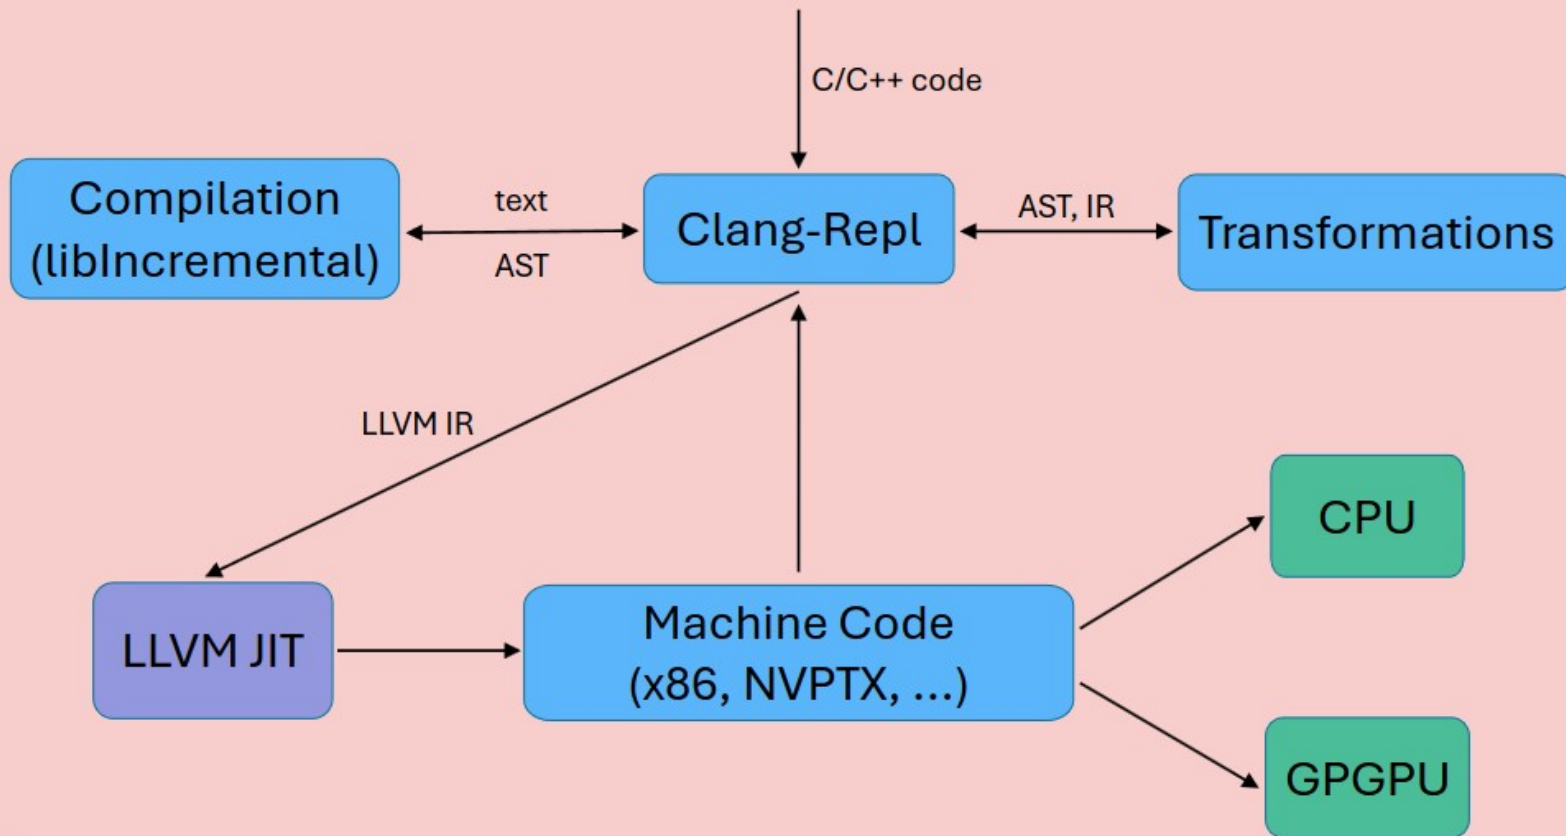 C/C++ code
Compilation
(libIncremental)
text
AST
Clang-Repl
AST, IR
Transformations
LLVM IR
CPU
LLVM JIT
Machine Code
(x86, NVPTX, ...)
GPGPU